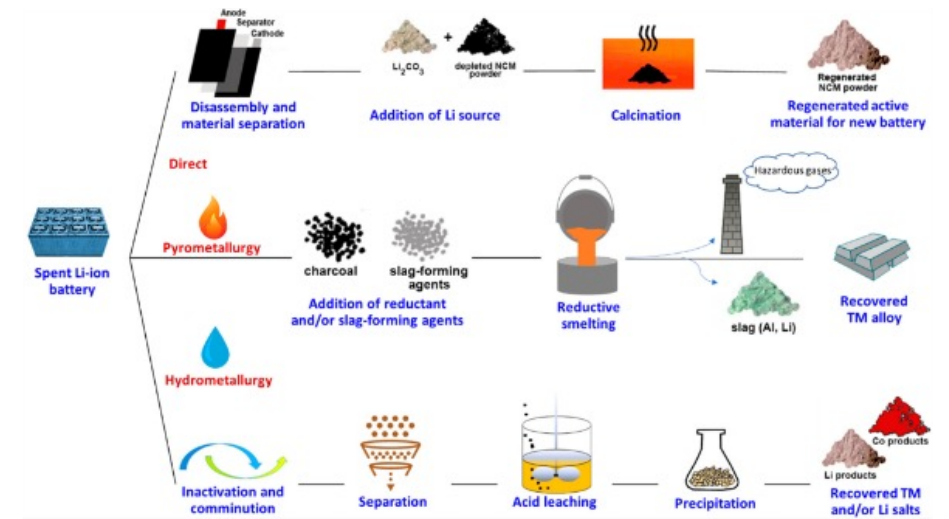 Anode
Separator
Cathode
+
Li₂CO₃
depleted NCM
powder
Regenerated
NCM powder
Disassembly and
material separation
Addition of Li source
Calcination
Regenerated active
material for new battery
Direct
Hazardous gases
Pyrometallurgy
Spent Li-ion
battery
charcoal
slag-forming
agents
Addition of reductant
and/or slag-forming agents
Reductive
smelting
slag (Al, Li)
Recovered
TM alloy
Hydrometallurgy
Co products
Li products
Inactivation and
comminution
Separation
Acid leaching
Precipitation
Recovered TM
and/or Li salts